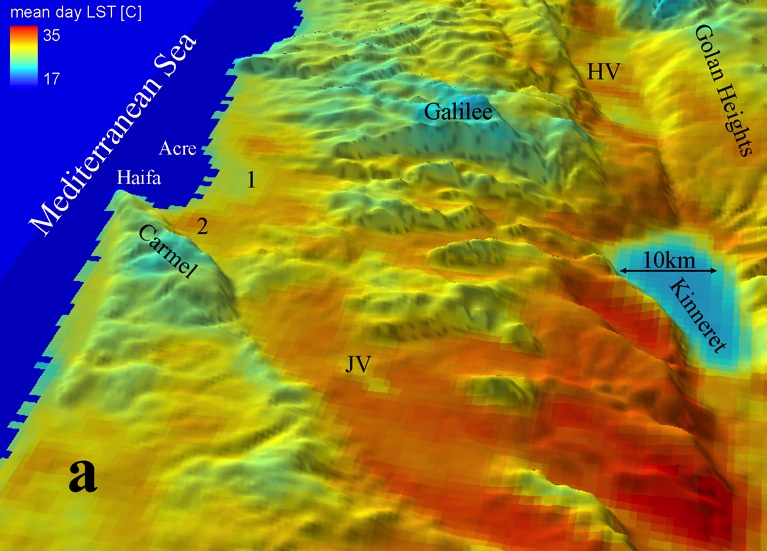 mean day LST [C]
35
17
Mediterranean Sea
Golan Heights
HV
Galilee
Acre
1
Haifa
2
Carmel
10km
Kinneret
JV
a